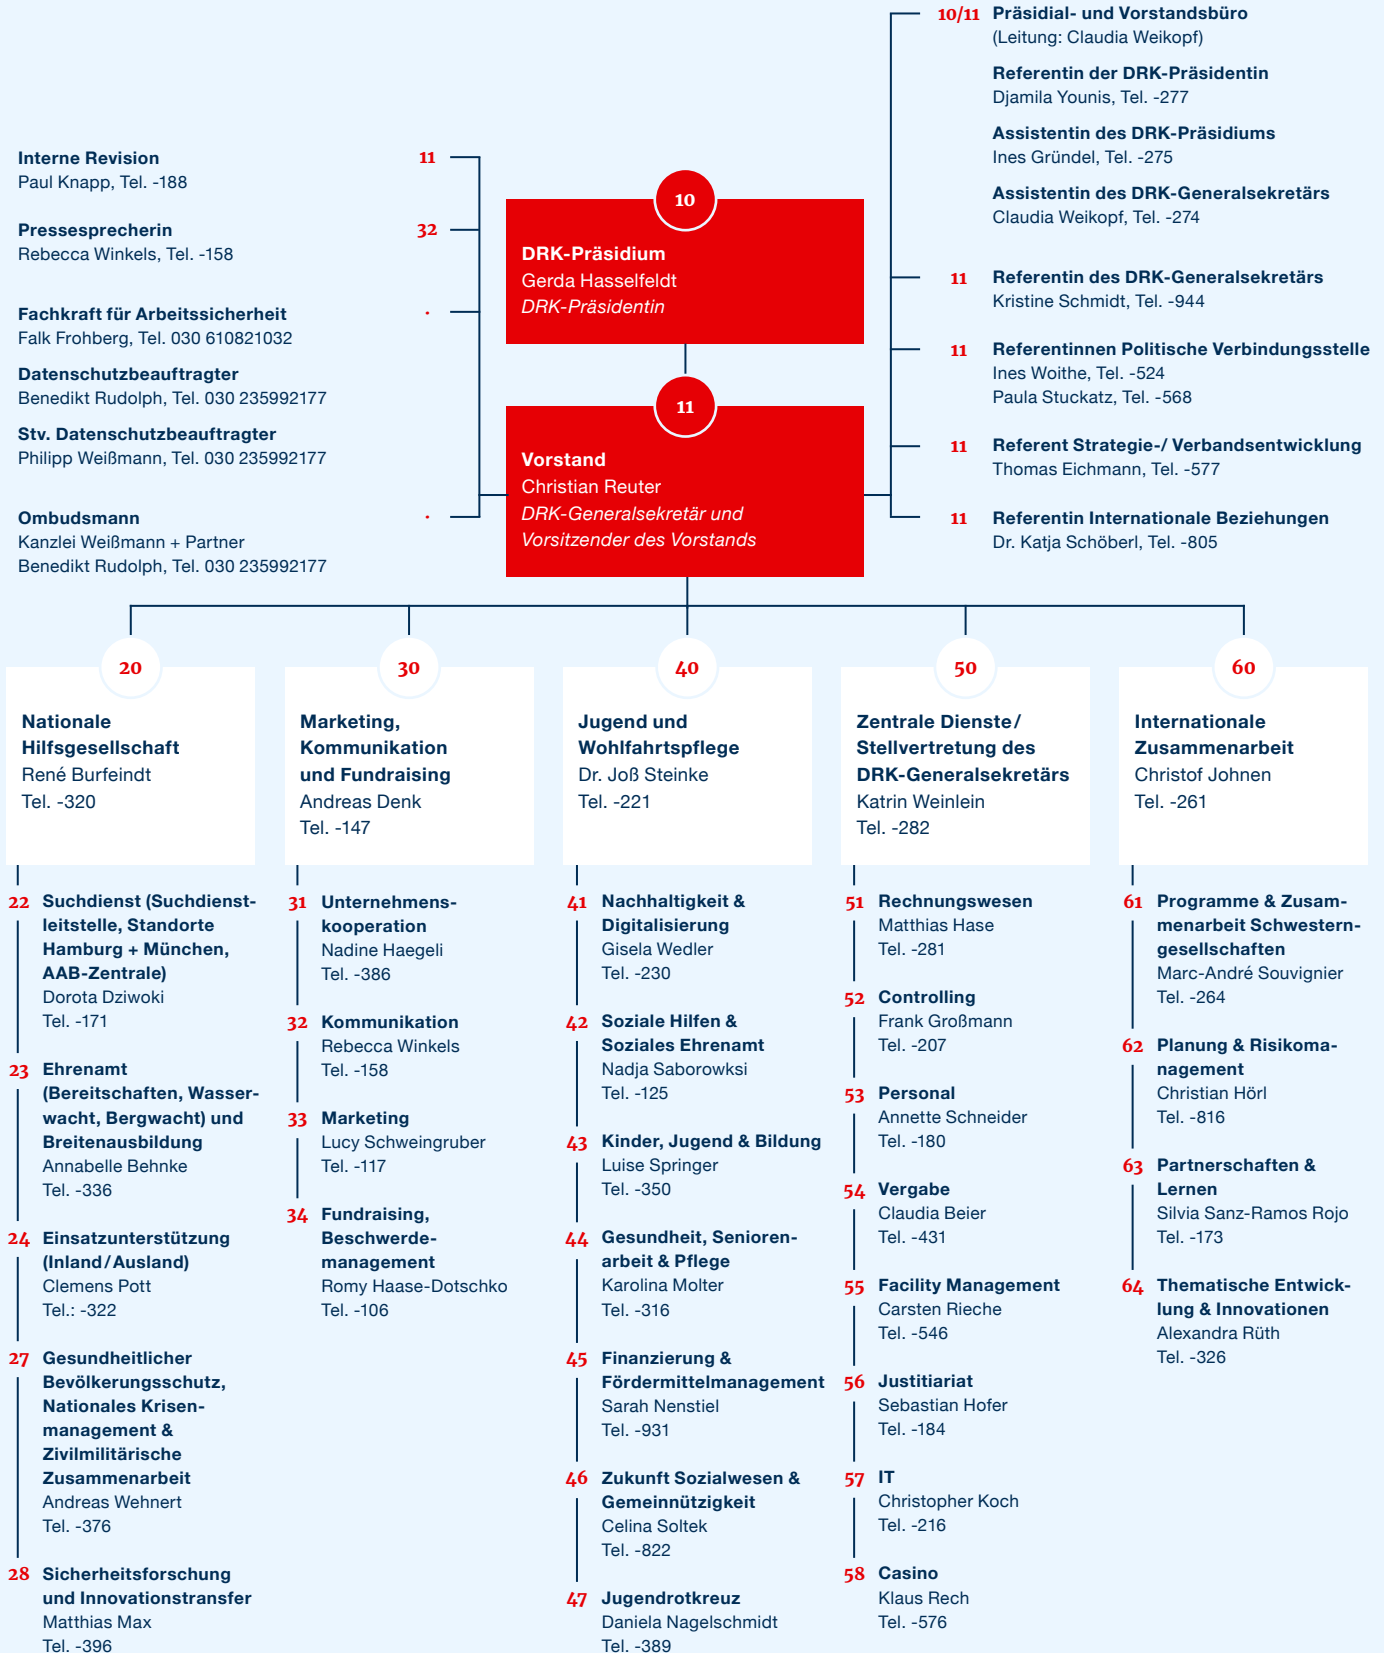 10/11 Präsidial- und Vorstandsbüro
(Leitung: Claudia Weikopf)
Referentin der DRK-Präsidentin
Djamila Younis, Tel. -277
Assistentin des DRK-Präsidiums
Ines Gründel, Tel. -275
Assistentin des DRK-Generalsekretärs
Claudia Weikopf, Tel. -274
11 Referentin des DRK-Generalsekretärs
Kristine Schmidt, Tel. -944
11 Referentinnen Politische Verbindungsstelle
Ines Woithe, Tel. -524
Paula Stuckatz, Tel. -568
11 Referent Strategie-/ Verbandsentwicklung
Thomas Eichmann, Tel. -577
11 Referentin Internationale Beziehungen
Dr. Katja Schöberl, Tel. -805
Interne Revision 11
Paul Knapp, Tel. -188
Pressesprecherin 32
Rebecca Winkels, Tel. -158
Fachkraft für Arbeitssicherheit ·
Falk Frohberg, Tel. 030 610821032
Datenschutzbeauftragter
Benedikt Rudolph, Tel. 030 235992177
Stv. Datenschutzbeauftragter
Philipp Weißmann, Tel. 030 235992177
Ombudsmann ·
Kanzlei Weißmann + Partner
Benedikt Rudolph, Tel. 030 235992177
10
DRK-Präsidium
Gerda Hasselfeldt
DRK-Präsidentin
11
Vorstand
Christian Reuter
DRK-Generalsekretär und
Vorsitzender des Vorstands
20
Nationale
Hilfsgesellschaft
René Burfeindt
Tel. -320
22 Suchdienst (Suchdienst-
leitstelle, Standorte
Hamburg + München,
AAB-Zentrale)
Dorota Dziwoki
Tel. -171
23 Ehrenamt
(Bereitschaften, Wasser-
wacht, Bergwacht) und
Breitenausbildung
Annabelle Behnke
Tel. -336
24 Einsatzunterstützung
(Inland/Ausland)
Clemens Pott
Tel.: -322
27 Gesundheitlicher
Bevölkerungsschutz,
Nationales Krisen-
management &
Zivilmilitärische
Zusammenarbeit
Andreas Wehnert
Tel. -376
28 Sicherheitsforschung
und Innovationstransfer
Matthias Max
Tel. -396
30
Marketing,
Kommunikation
und Fundraising
Andreas Denk
Tel. -147
31 Unternehmens-
kooperation
Nadine Haegeli
Tel. -386
32 Kommunikation
Rebecca Winkels
Tel. -158
33 Marketing
Lucy Schweingruber
Tel. -117
34 Fundraising,
Beschwerde-
management
Romy Haase-Dotschko
Tel. -106
40
Jugend und
Wohlfahrtspflege
Dr. Joß Steinke
Tel. -221
41 Nachhaltigkeit &
Digitalisierung
Gisela Wedler
Tel. -230
42 Soziale Hilfen &
Soziales Ehrenamt
Nadja Saborowksi
Tel. -125
43 Kinder, Jugend & Bildung
Luise Springer
Tel. -350
44 Gesundheit, Senioren-
arbeit & Pflege
Karolina Molter
Tel. -316
45 Finanzierung &
Fördermittelmanagement
Sarah Nenstiel
Tel. -931
46 Zukunft Sozialwesen &
Gemeinnützigkeit
Celina Soltek
Tel. -822
47 Jugendrotkreuz
Daniela Nagelschmidt
Tel. -389
50
Zentrale Dienste/
Stellvertretung des
DRK-Generalsekretärs
Katrin Weinlein
Tel. -282
51 Rechnungswesen
Matthias Hase
Tel. -281
52 Controlling
Frank Großmann
Tel. -207
53 Personal
Annette Schneider
Tel. -180
54 Vergabe
Claudia Beier
Tel. -431
55 Facility Management
Carsten Rieche
Tel. -546
56 Justitiariat
Sebastian Hofer
Tel. -184
57 IT
Christopher Koch
Tel. -216
58 Casino
Klaus Rech
Tel. -576
60
Internationale
Zusammenarbeit
Christof Johnen
Tel. -261
61 Programme & Zusam-
menarbeit Schwestern-
gesellschaften
Marc-André Souvignier
Tel. -264
62 Planung & Risikoma-
nagement
Christian Hörl
Tel. -816
63 Partnerschaften &
Lernen
Silvia Sanz-Ramos Rojo
Tel. -173
64 Thematische Entwick-
lung & Innovationen
Alexandra Rüth
Tel. -326